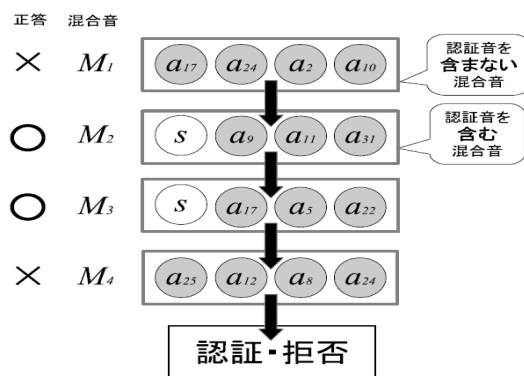 正答 混合音
× M1 a17 a24 a2 a10
認証音を
含まない
混合音
○ M2 s a9 a11 a31
認証音を
含む
混合音
○ M3 s a17 a5 a22
× M4 a25 a12 a8 a24
認証・拒否